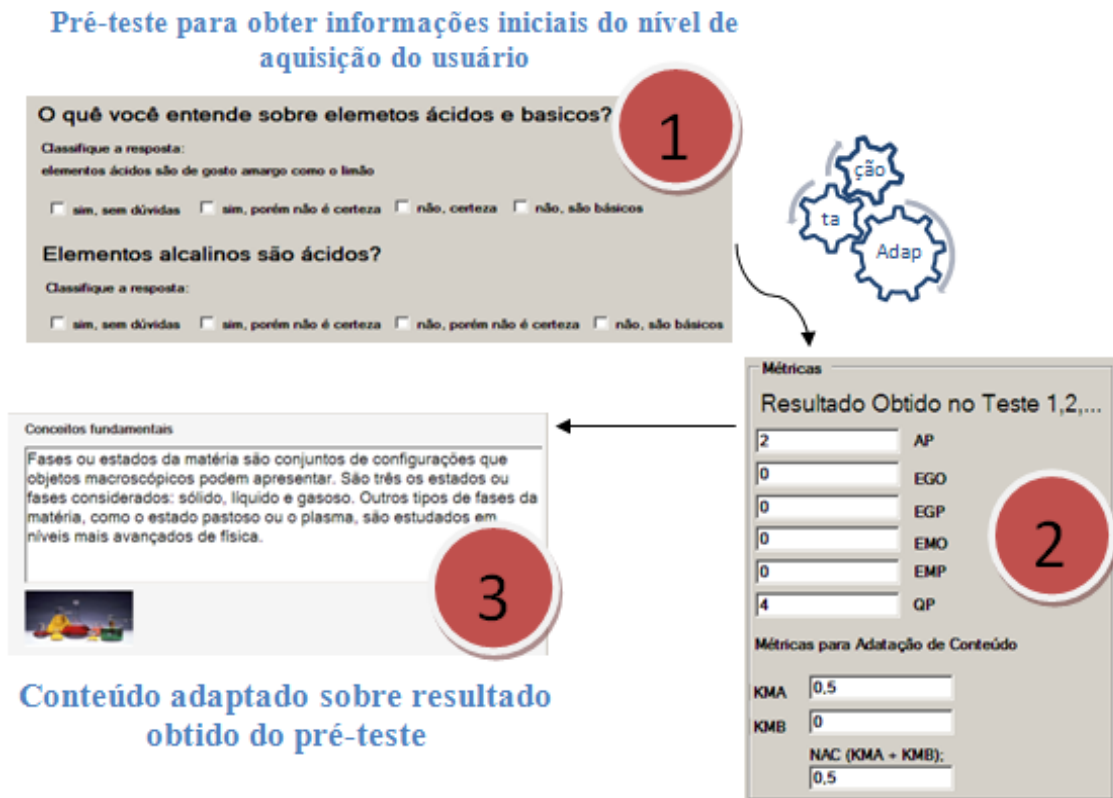 Pré-teste para obter informações iniciais do nível de
aquisição do usuário
O quê você entende sobre elemetos ácidos e basicos?
Classifique a resposta:
elementos ácidos são de gosto amargo como o limão
sim, sem dúvidas sim, porém não é certeza não, certeza não, são básicos
Elementos alcalinos são ácidos?
Classifique a resposta:
sim, sem dúvidas sim, porém não é certeza não, porém não é certeza não, são básicos
1
ção
ta
Adap
Métricas
Resultado Obtido no Teste 1,2,...
2 AP
0 EGO
0 EGP
0 EMO
0 EMP
4 QP
2
Métricas para Adatação de Conteúdo
KMA 0,5
KMB 0
NAC (KMA + KMB);
0,5
Conceitos fundamentais
Fases ou estados da matéria são conjuntos de configurações que
objetos macroscópicos podem apresentar. São três os estados ou
fases considerados: sólido, líquido e gasoso. Outros tipos de fases da
matéria, como o estado pastoso ou o plasma, são estudados em
níveis mais avançados de física.
3
Conteúdo adaptado sobre resultado
obtido do pré-teste